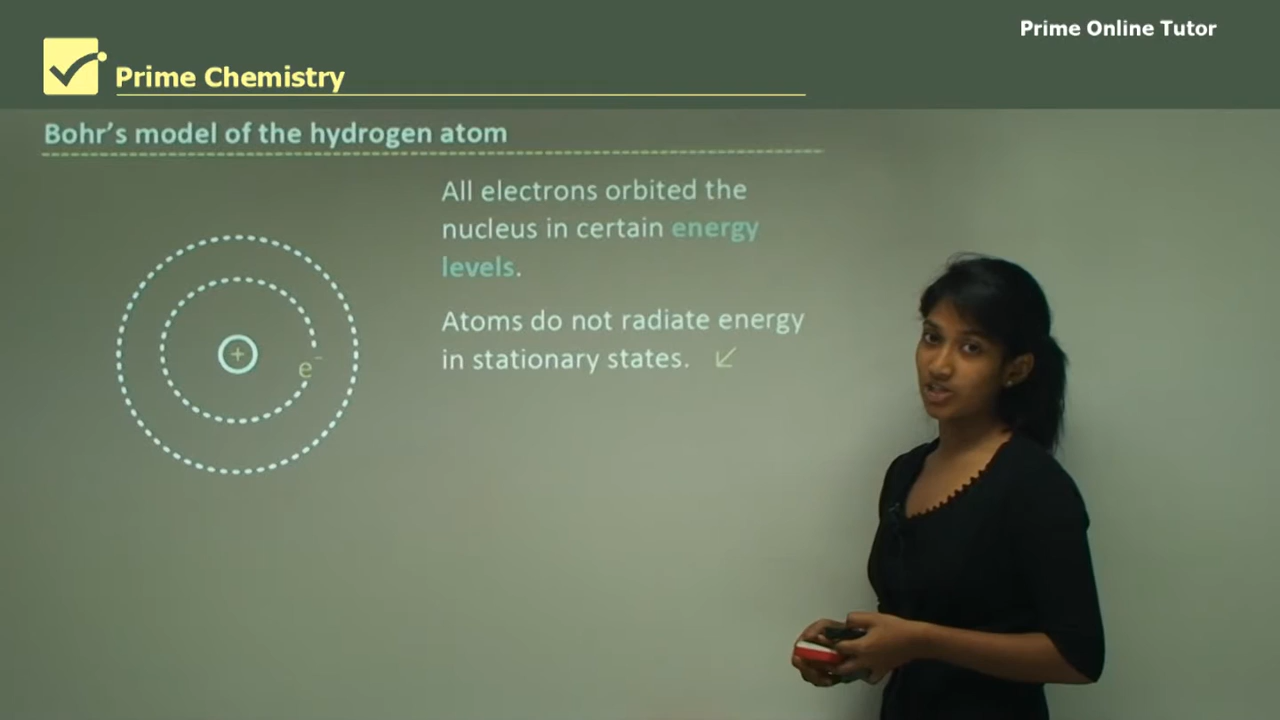 Prime Online Tutor
Prime Chemistry
Bohr's model of the hydrogen atom
All electrons orbited the
nucleus in certain energy
levels.
Atoms do not radiate energy
in stationary states.
+
e⁻